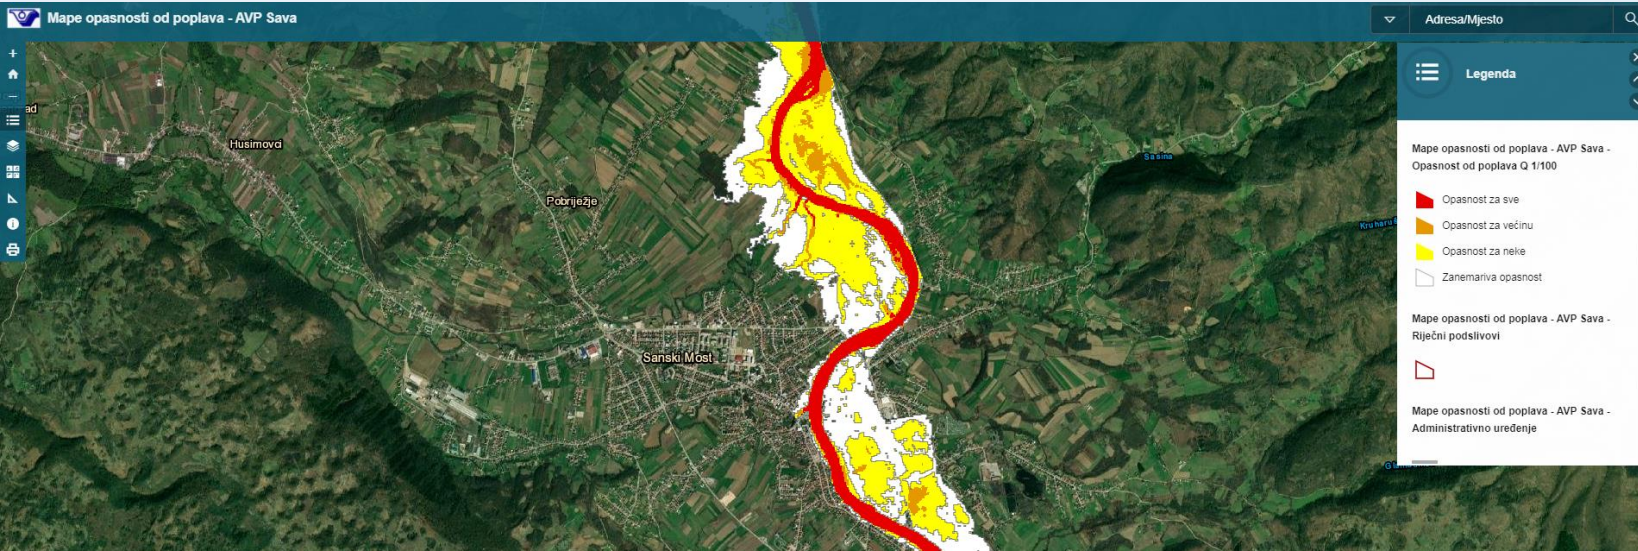 Mape opasnosti od poplava - AVP Sava
Adresa/Mjesto
ad
Husimovci
Pobriježje
Sanski Most
Sasina
Legenda
Mape opasnosti od poplava - AVP Sava -
Opasnost od poplava Q 1/100
Opasnost za sve
Opasnost za većinu
Opasnost za neke
Zanemariva opasnost
Mape opasnosti od poplava - AVP Sava -
Riječni podslivovi
Mape opasnosti od poplava - AVP Sava -
Administrativno uređenje